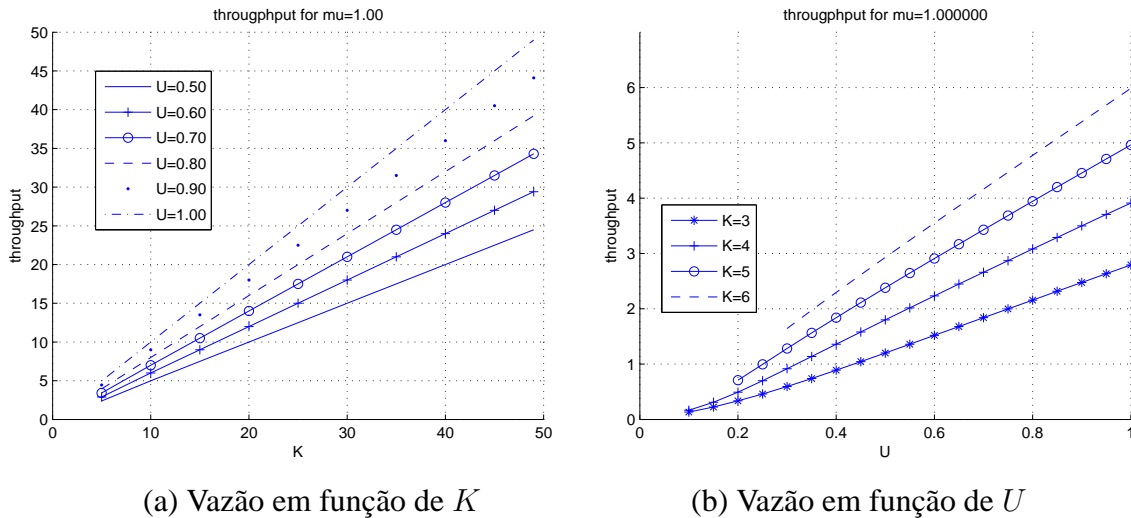 througphput for mu=1.00
50
45
40
35
30
25
20
15
10
5
0
througput
U=0.50
U=0.60
U=0.70
U=0.80
U=0.90
U=1.00
0 10 20 30 40 50
K
(a) Vazão em função de K
througphput for mu=1.000000
6
5
4
3
2
1
0
througput
K=3
K=4
K=5
K=6
0 0.2 0.4 0.6 0.8 1
U
(b) Vazão em função de U